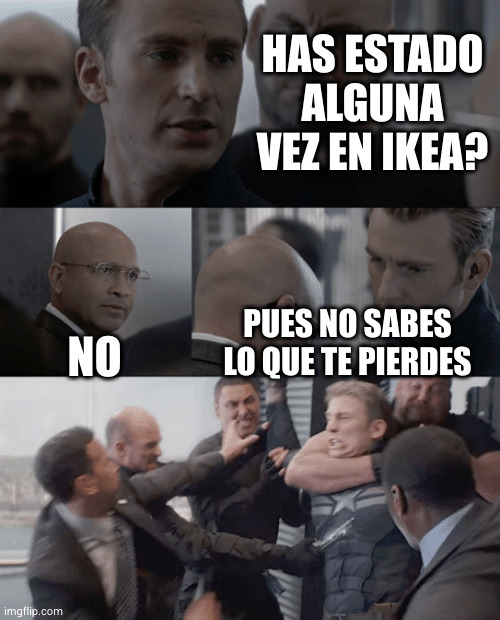 HAS ESTADO
ALGUNA
VEZ EN IKEA?
NO
PUES NO SABES
LO QUE TE PIERDES
imgflip.com